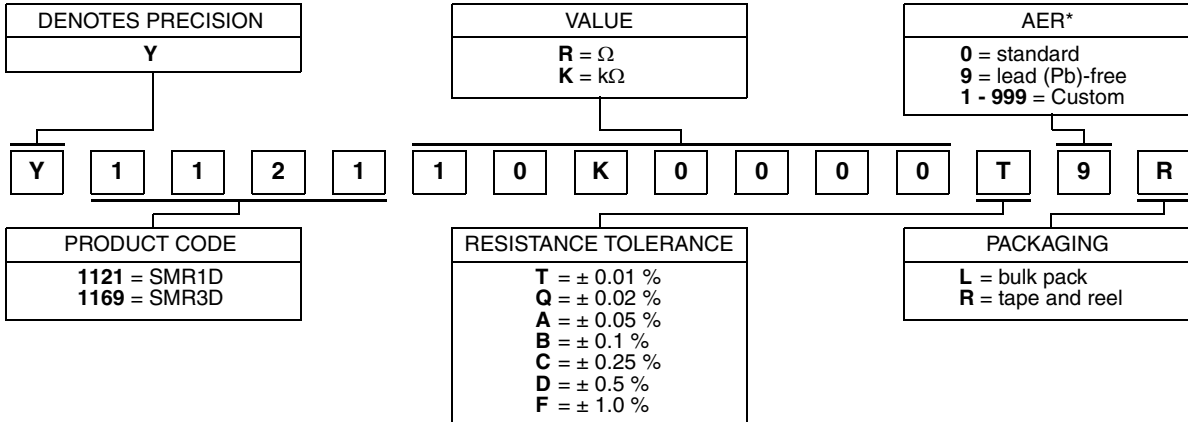 DENOTES PRECISION
Y
VALUE
R = Ω
K = kΩ
AER*
0 = standard
9 = lead (Pb)-free
1 - 999 = Custom
Y 1 1 2 1 1 0 K 0 0 0 0 T 9 R
PRODUCT CODE
1121 = SMR1D
1169 = SMR3D
RESISTANCE TOLERANCE
T = ± 0.01 %
Q = ± 0.02 %
A = ± 0.05 %
B = ± 0.1 %
C = ± 0.25 %
D = ± 0.5 %
F = ± 1.0 %
PACKAGING
L = bulk pack
R = tape and reel